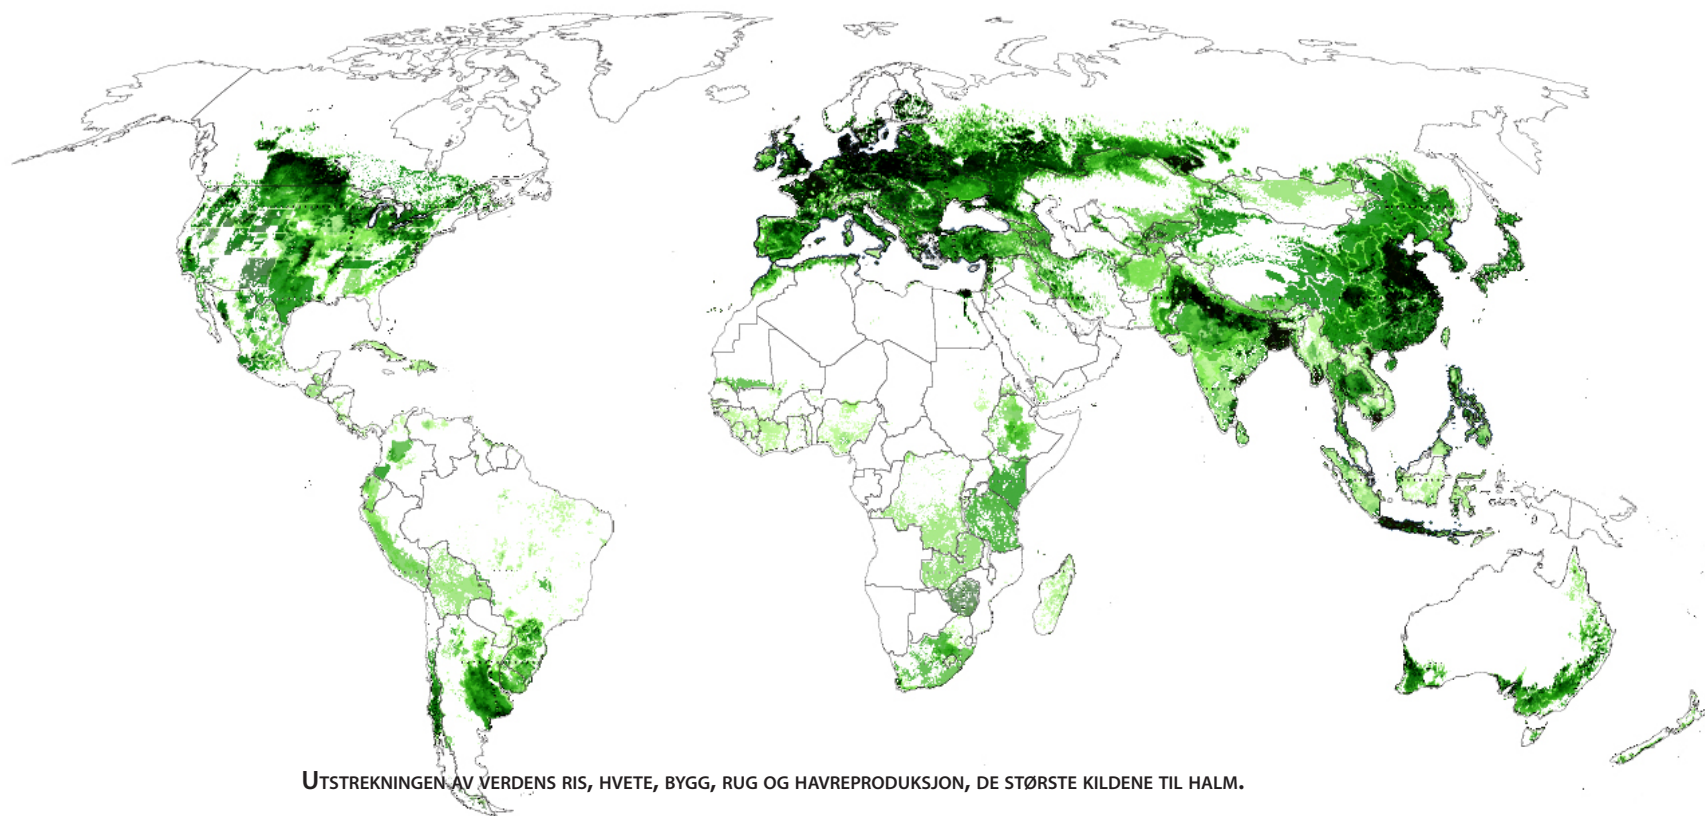 Utstrekningen av verdens ris, hvete, bygg, rug og havreproduksjon, de største kildene til halm.